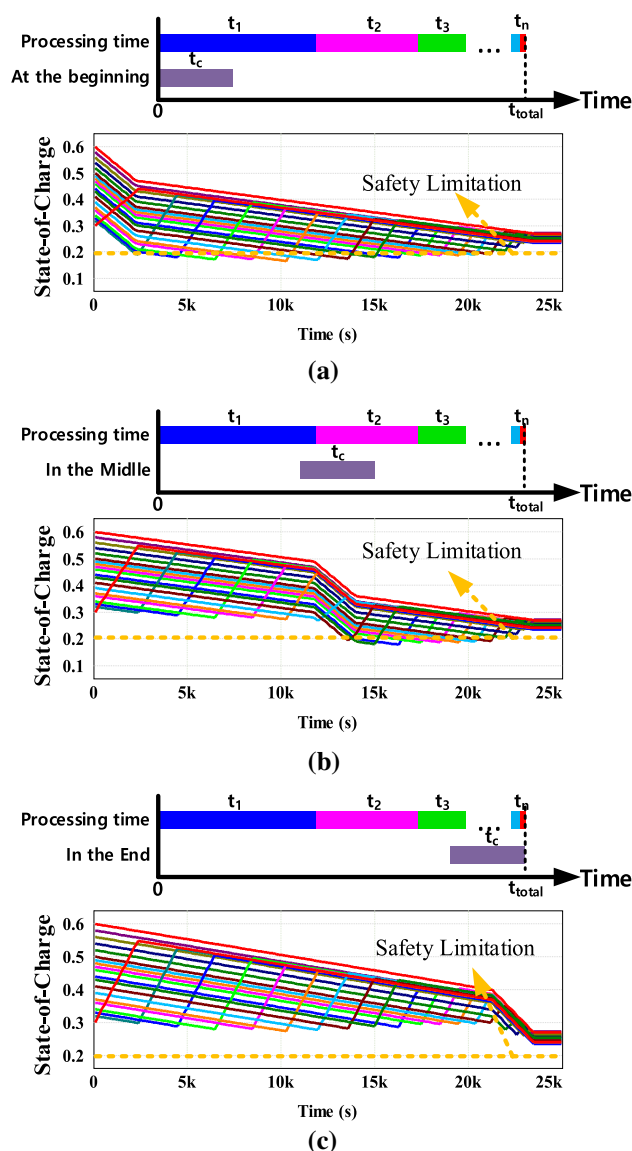 t1 t2 t3 tn
Processing time ...
tc
At the beginning
0 ttotal Time
State-of-Charge
0.6
0.5
0.4
0.3
0.2
0.1
Safety Limitation
0 5k 10k 15k 20k 25k
Time (s)
(a)
t1 t2 t3 tn
Processing time ...
tc
In the Midlle
0 ttotal Time
State-of-Charge
0.6
0.5
0.4
0.3
0.2
0.1
Safety Limitation
0 5k 10k 15k 20k 25k
Time (s)
(b)
t1 t2 t3 tn
Processing time ...
tc
In the End
0 ttotal Time
State-of-Charge
0.6
0.5
0.4
0.3
0.2
Safety Limitation
0 5k 10k 15k 20k 25k
Time (s)
(c)